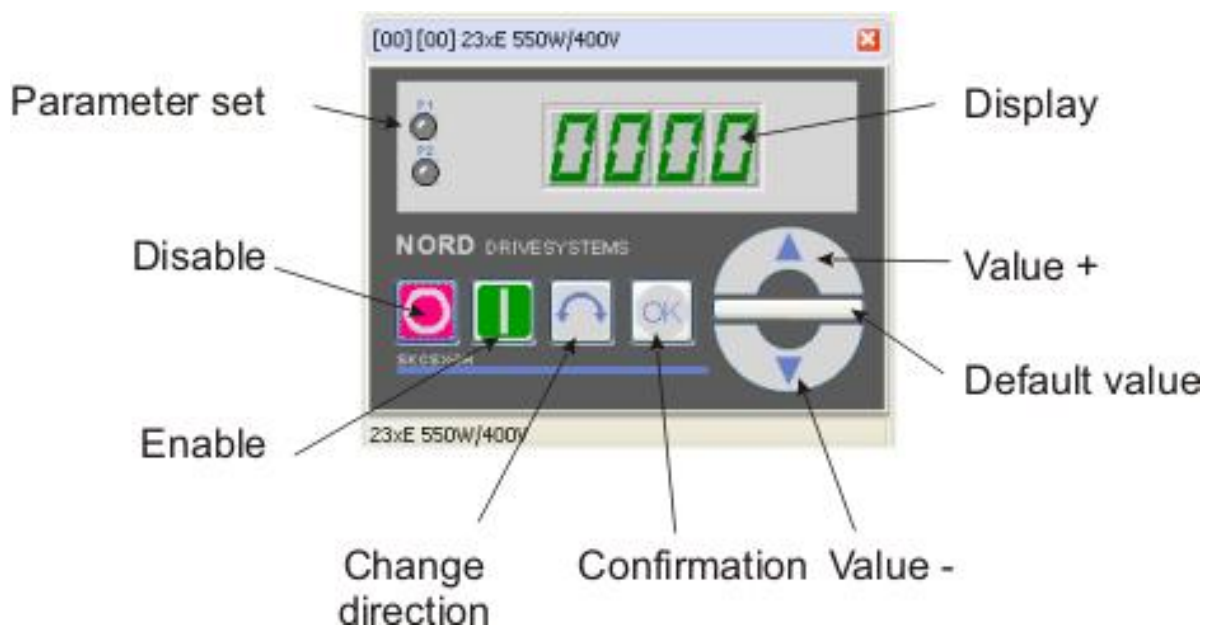 [00] [00] 23xE 550W/400V
Parameter set
P1
P2
0000
Display
Disable
NORD DRIVESYSTEMS
Value +
OK
Default value
Enable
23xE 550W/400V
Change
direction
Confirmation
Value -